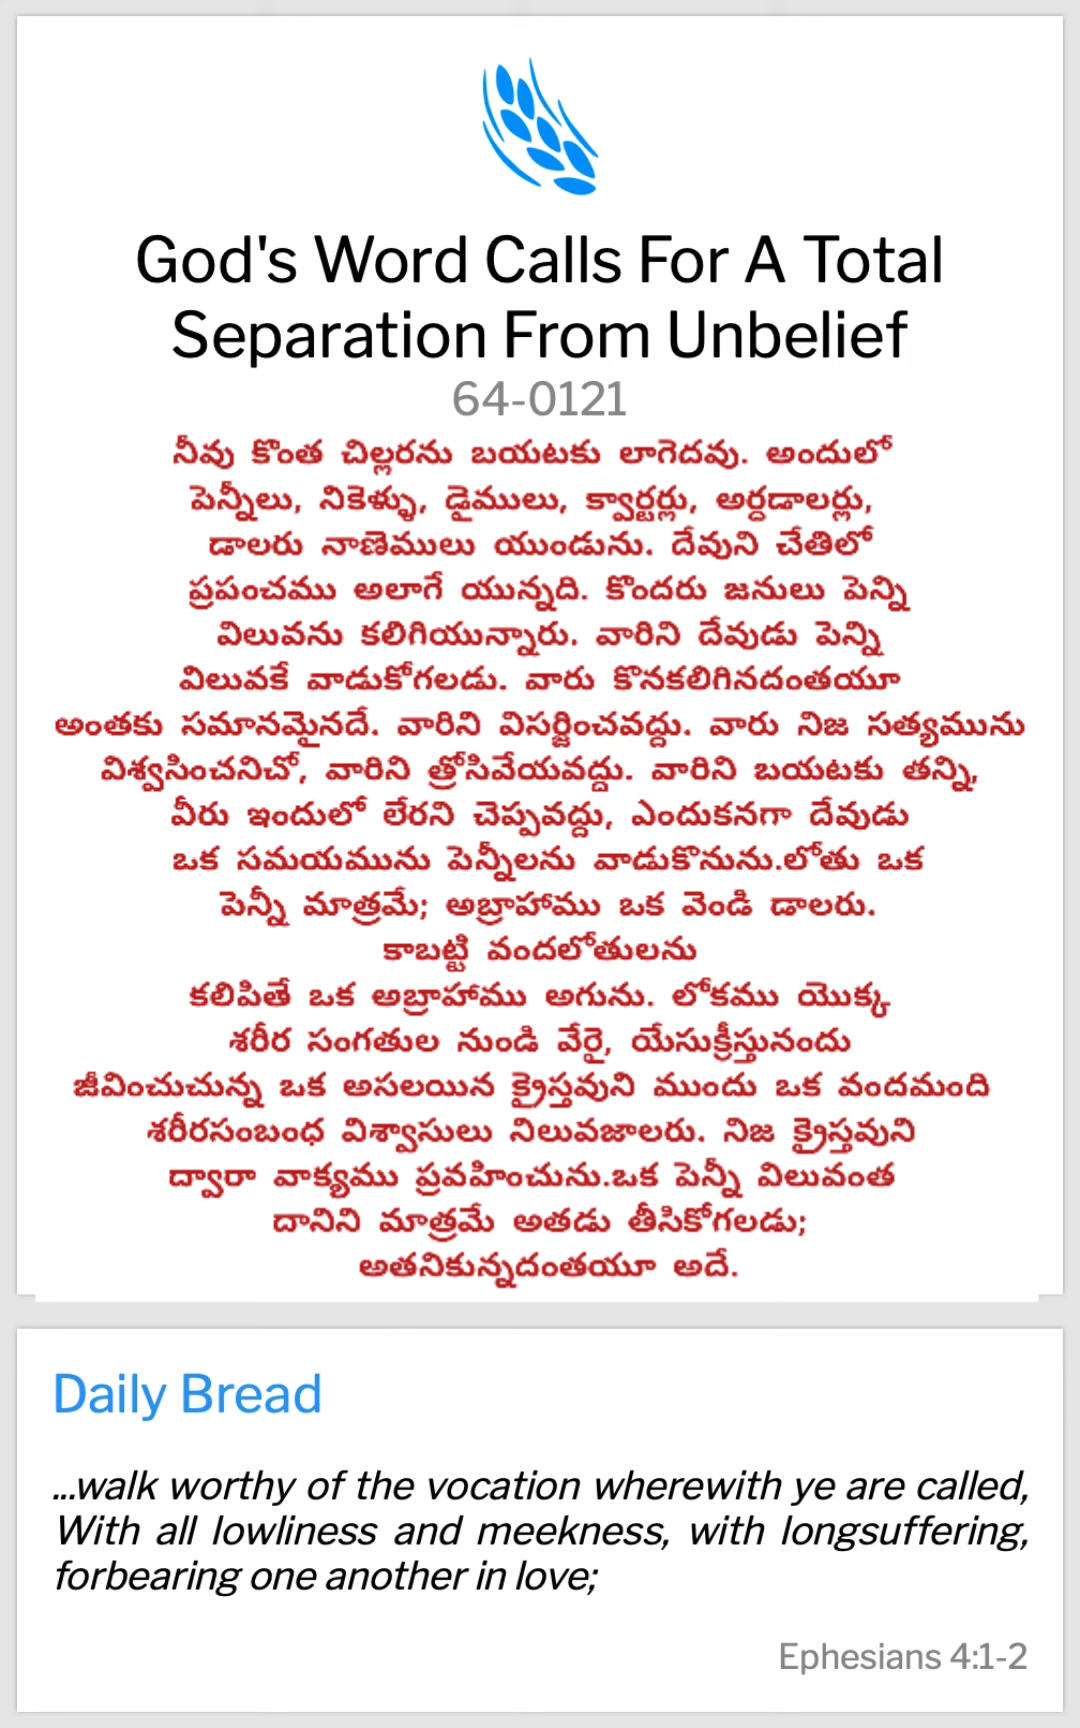 God's Word Calls For A Total
Separation From Unbelief
64-0121
నీవు కొంత చిల్లరను బయటకు లాగెదవు. అందులో
పెన్నీలు, నికెళ్ళు, డైములు, క్వార్టర్లు, అర్దడాలర్లు,
డాలరు నాణెములు యుండును. దేవుని చేతిలో
ప్రపంచము అలాగే యున్నది. కొందరు జనులు పెన్ని
విలువను కలిగియున్నారు. వారిని దేవుడు పెన్ని
విలువకే వాడుకోగలడు. వారు కొనకలిగినదంతయూ
అంతకు సమానమైనదే. వారిని విసర్జించవద్దు. వారు నిజ సత్యమును
విశ్వసించనిచో, వారిని త్రోసివేయవద్దు. వారిని బయటకు తన్ని,
వీరు ఇందులో లేరని చెప్పవద్దు, ఎందుకనగా దేవుడు
ఒక సమయమును పెన్నీలను వాడుకొనును.లోతు ఒక
పెన్నీ మాత్రమే; అబ్రాహాము ఒక వెండి డాలరు.
కాబట్టి వందలోతులను
కలిపితే ఒక అబ్రాహాము అగును. లోకము యొక్క
శరీర సంగతుల నుండి వేరై, యేసుక్రీస్తునందు
జీవించుచున్న ఒక అసలయిన క్రైస్తవుని ముందు ఒక వందమంది
శరీరసంబంధ విశ్వాసులు నిలువజాలరు. నిజ క్రైస్తవుని
ద్వారా వాక్యము ప్రవహించును.ఒక పెన్నీ విలువంత
దానిని మాత్రమే అతడు తీసికోగలడు;
అతనికున్నదంతయూ అదే.
Daily Bread
...walk worthy of the vocation wherewith ye are called,
With all lowliness and meekness, with longsuffering,
forbearing one another in love;
Ephesians 4:1-2